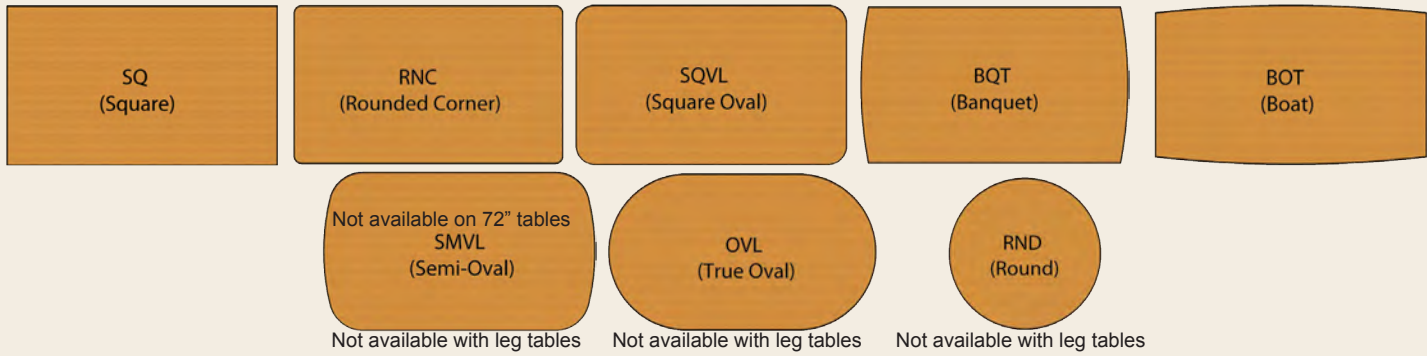 SQ
(Square)
RNC
(Rounded Corner)
SQVL
(Square Oval)
BQT
(Banquet)
BOT
(Boat)
Not available on 72” tables
SMVL
(Semi-Oval)
Not available with leg tables
OVL
(True Oval)
Not available with leg tables
RND
(Round)
Not available with leg tables